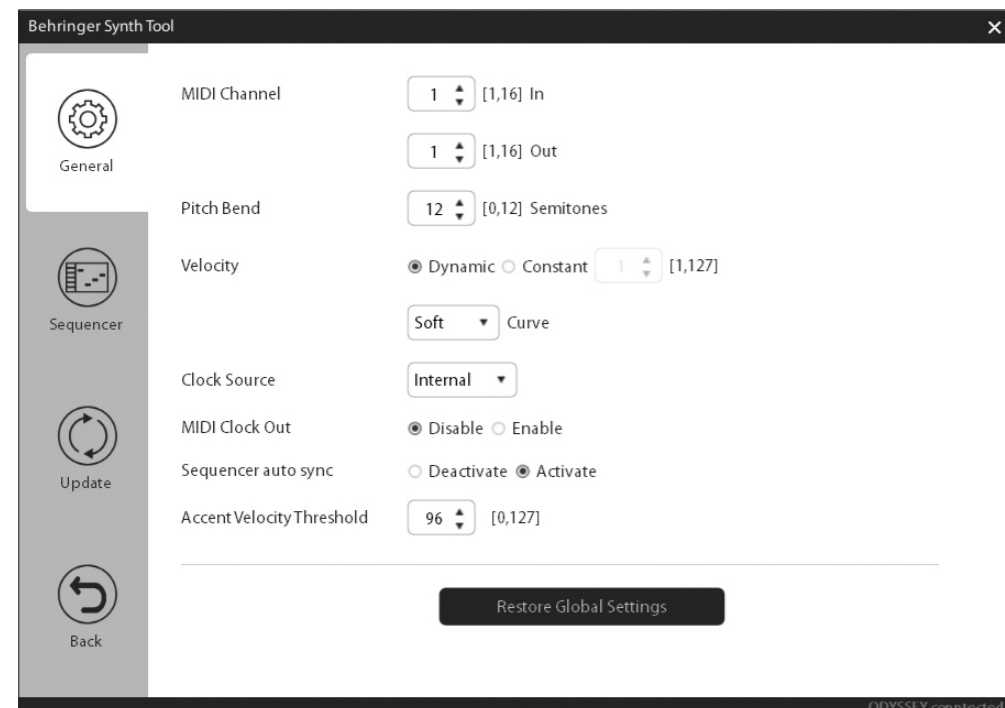 Behringer Synth Tool
General
Sequencer
Update
Back
MIDI Channel 1 [1,16] In
1 [1,16] Out
Pitch Bend 12 [0,12] Semitones
Velocity Dynamic Constant 1 [1,127]
Soft Curve
Clock Source Internal
MIDI Clock Out Disable Enable
Sequencer auto sync Deactivate Activate
Accent Velocity Threshold 96 [0,127]
Restore Global Settings
ODYSSEY conntected